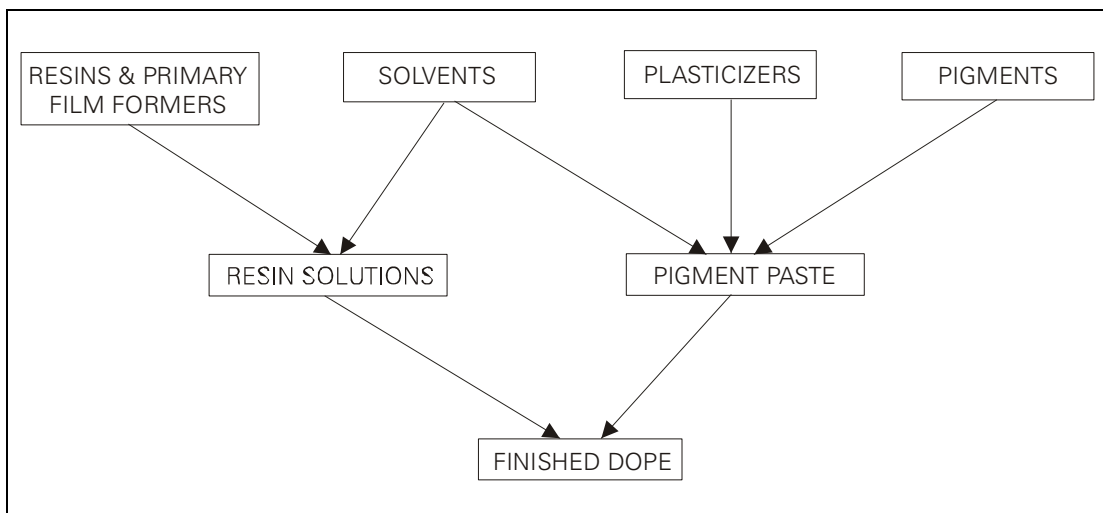 RESINS & PRIMARY
FILM FORMERS
SOLVENTS
PLASTICIZERS
PIGMENTS
RESIN SOLUTIONS
PIGMENT PASTE
FINISHED DOPE